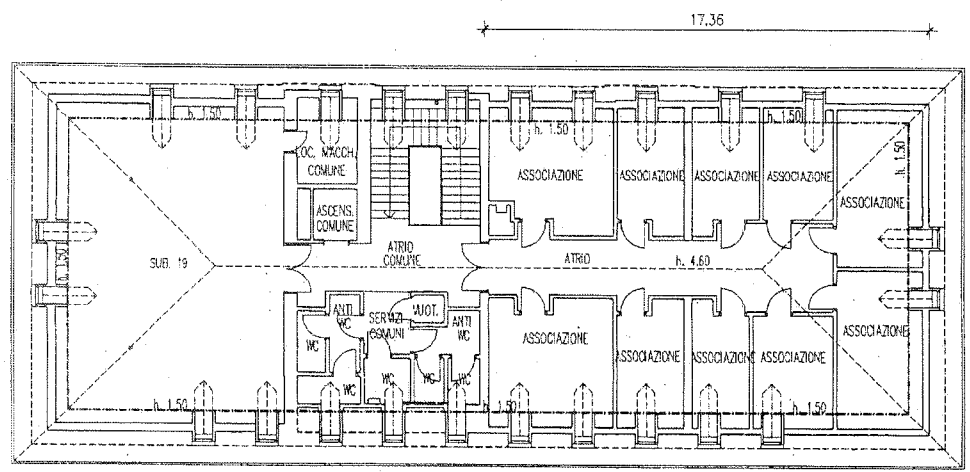 17,36
h. 1.50
h. 1.50
h. 1.50
LOC. MACCH.
COMUNE
ASSOCIAZIONE
ASSOCIAZIONE
ASSOCIAZIONE
ASSOCIAZIONE
h. 1.50
ASSOCIAZIONE
ASCENS.
COMUNE
ATRIO
COMUNE
ATRIO
h. 4.60
SUB. 19
h. 1.50
ANTI
WC
SERVIZI
COMUNI
VUOT.
ANTI
WC
WC
ASSOCIAZIONE
ASSOCIAZIONE
ASSOCIAZIONE
ASSOCIAZIONE
ASSOCIAZIONE
WC
WC
WC
WC
h. 1.50
h. 1.50
h. 1.50